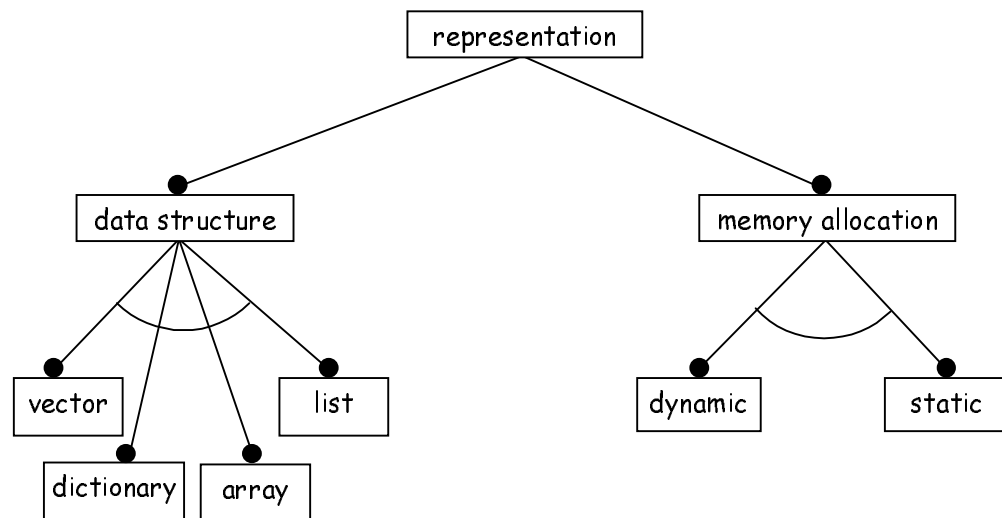 representation
data structure
memory allocation
vector
list
dynamic
static
dictionary
array